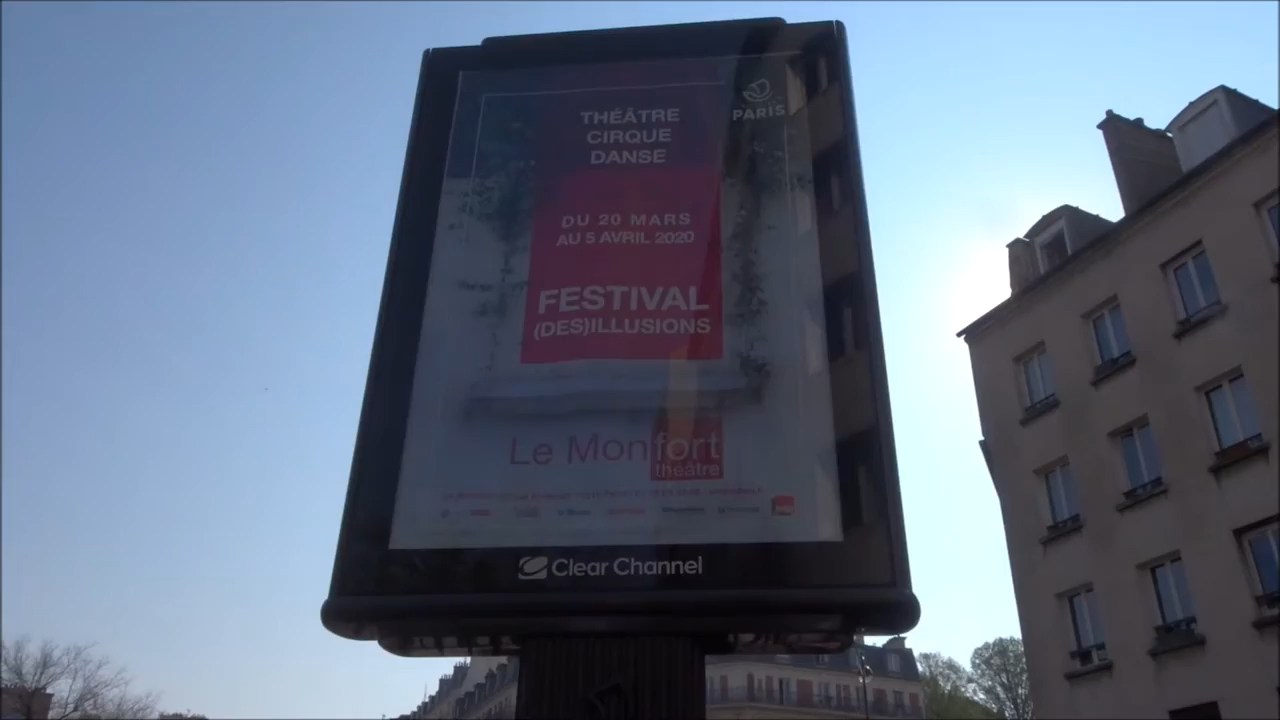 THÉÂTRE
CIRQUE
DANSE
PARIS
DU 20 MARS
AU 5 AVRIL 2020
FESTIVAL
(DES)ILLUSIONS
Le Monfort
théâtre
Clear Channel